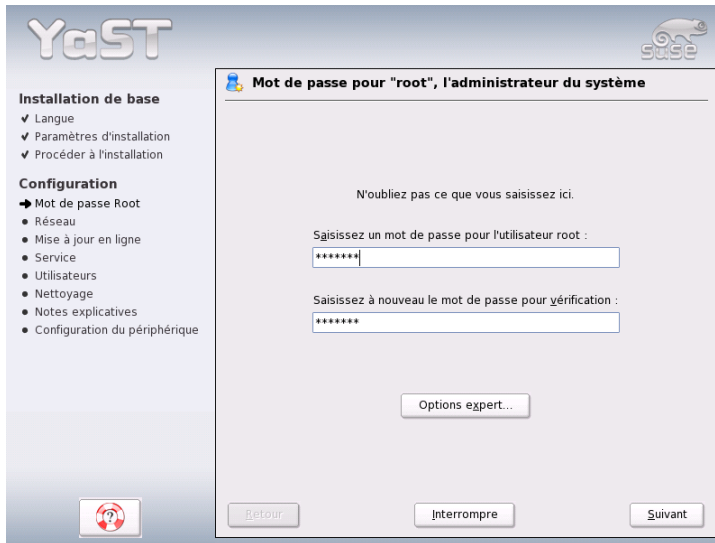 YaST
SUSE
Installation de base
Langue
Paramètres d'installation
Procéder à l'installation
Configuration
Mot de passe Root
Réseau
Mise à jour en ligne
Service
Utilisateurs
Nettoyage
Notes explicatives
Configuration du périphérique
Mot de passe pour "root", l'administrateur du système
N'oubliez pas ce que vous saisissez ici.
Saisissez un mot de passe pour l'utilisateur root :
*******
Saisissez à nouveau le mot de passe pour vérification :
*******
Options expert...
Retour
Interrompre
Suivant